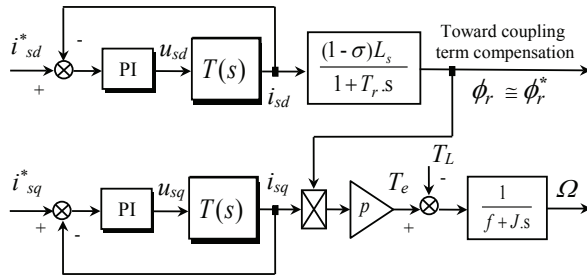 Toward coupling
term compensation
i*sd
-
+
PI
usd
T(s)
isd
(1 - σ)Ls
1+ Tr.s
ϕr ≅ ϕr*
i*sq
+
-
PI
usq
T(s)
isq
p
Te
TL
-
+
1
f + J.s
Ω